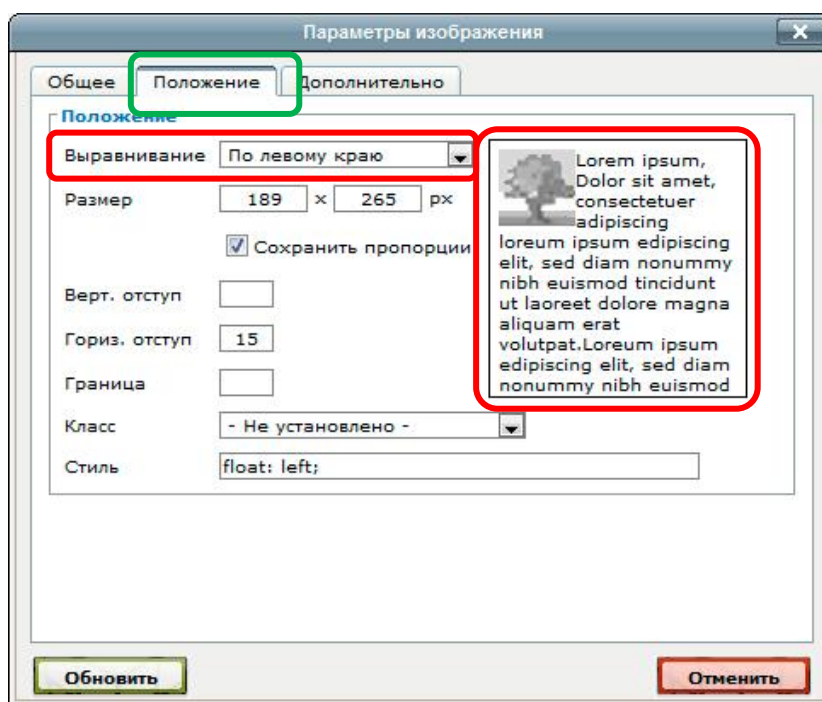 Параметры изображения
Общее Положение Дополнительно
Положение
Выравнивание По левому краю
Размер 189 x 265 px
Сохранить пропорции
Верт. отступ
Гориз. отступ 15
Граница
Класс - Не установлено -
Стиль float: left;
Lorem ipsum,
Dolor sit amet,
consectetuer
adipiscing
loreum ipsum edipiscing
elit, sed diam nonummy
nibh euismod tincidunt
ut laoreet dolore magna
aliquam erat
volutpat.Loreum ipsum
edipiscing elit, sed diam
nonummy nibh euismod
Обновить Отменить